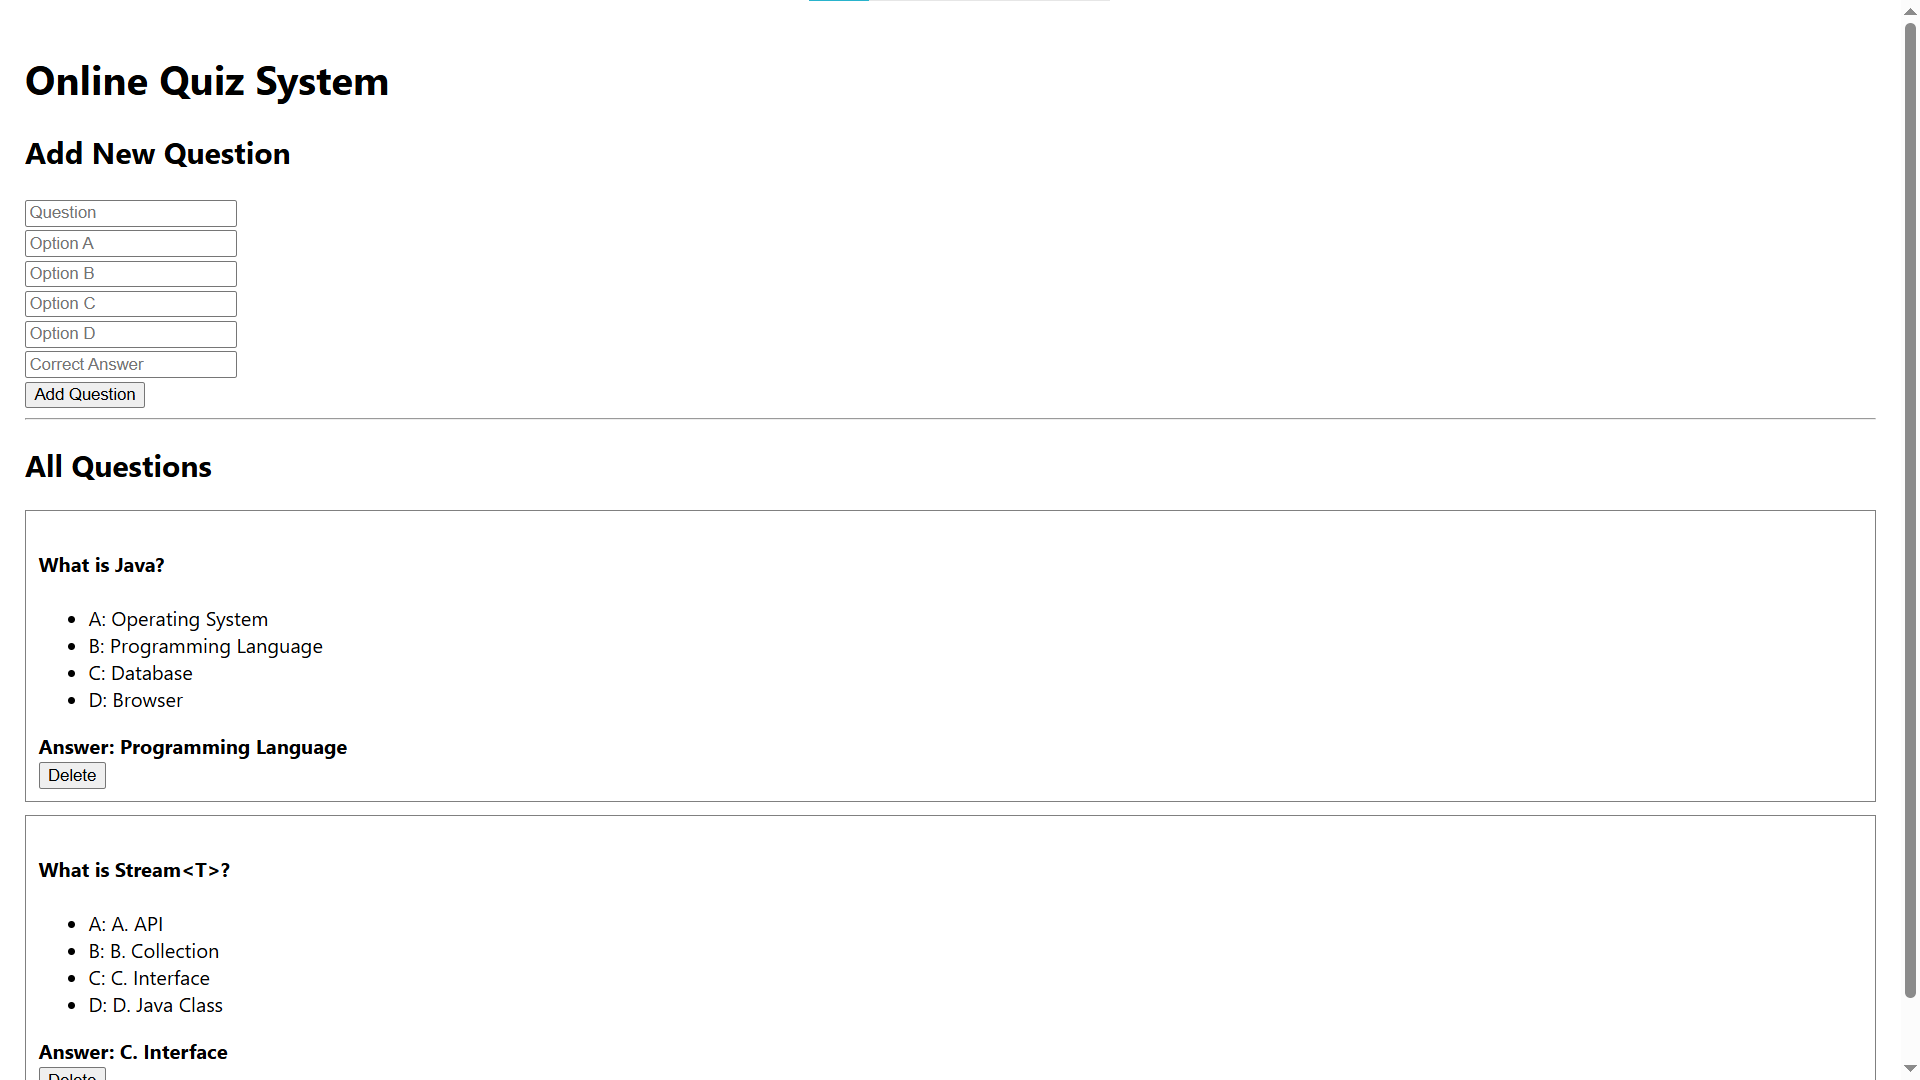 Online Quiz System
Add New Question
Question
Option A
Option B
Option C
Option D
Correct Answer
Add Question
All Questions
What is Java?
A: Operating System
B: Programming Language
C: Database
D: Browser
Answer: Programming Language
Delete
What is Stream<T>?
A: A. API
B: B. Collection
C: C. Interface
D: D. Java Class
Answer: C. Interface
Delete